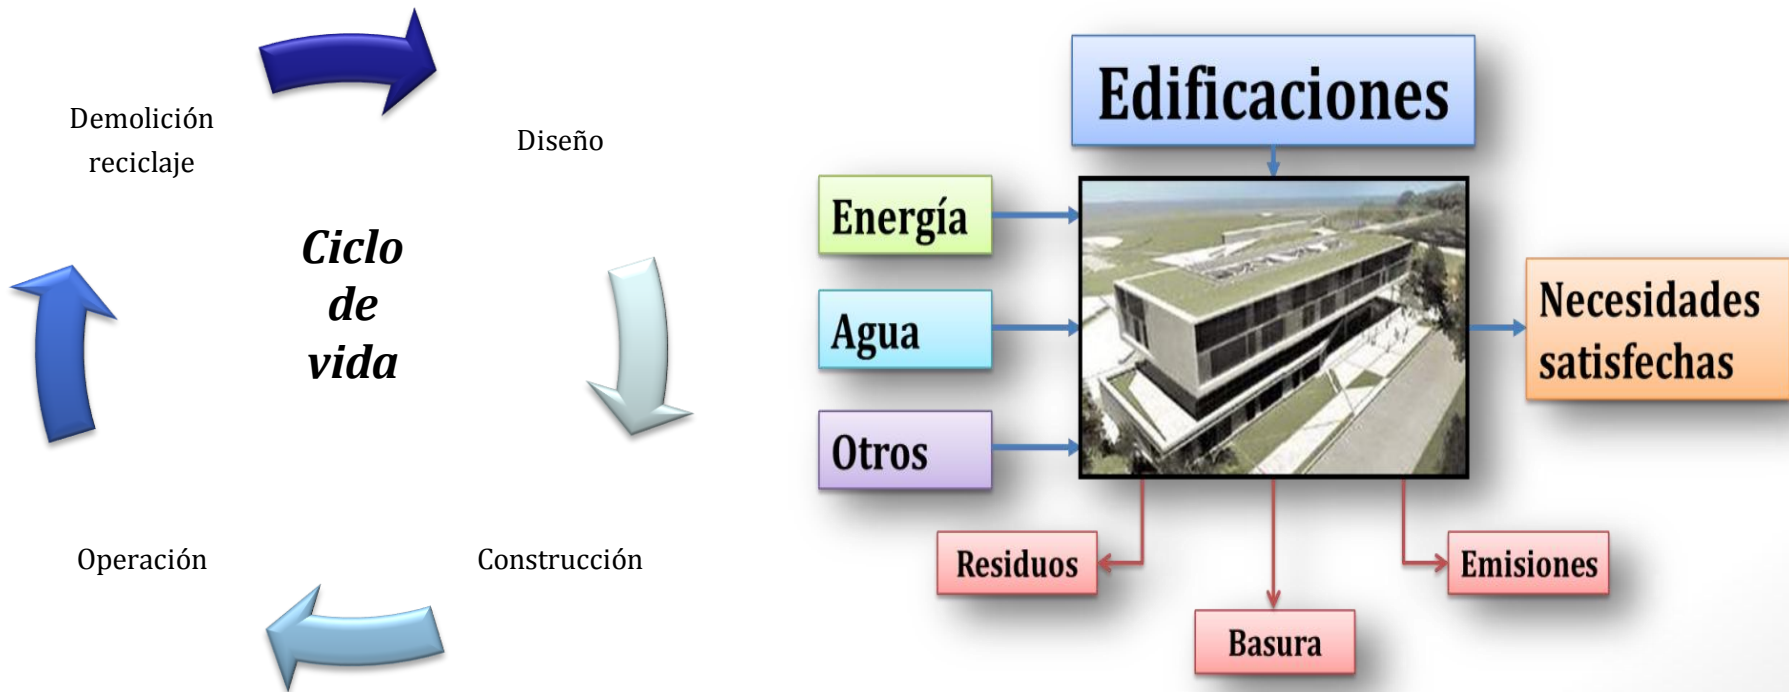 Demolición
reciclaje
Diseño
Ciclo
de
vida
Operación
Construcción
Edificaciones
Energía
Agua
Otros
Necesidades
satisfechas
Residuos
Basura
Emisiones